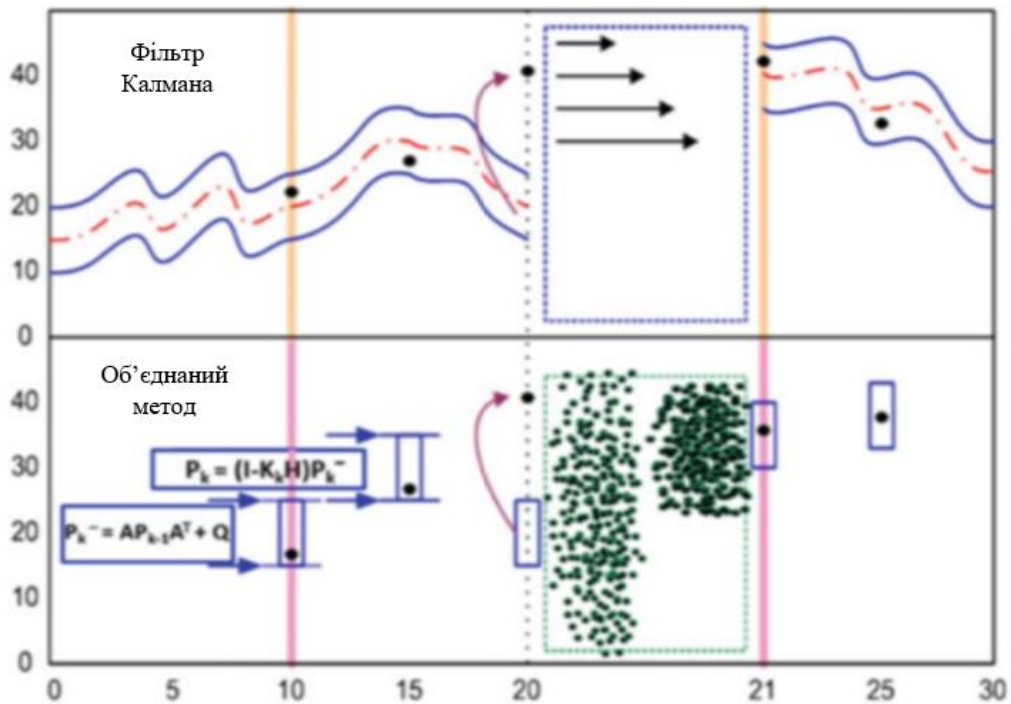 Фільтр
Калмана
40
30
20
10
0
Об’єднаний
метод
40
30
20
10
0
Pₖ = (I-KₖH)Pₖ⁻
Pₖ⁻ = APₖ₋₁Aᵀ + Q
0 5 10 15 20 21 25 30